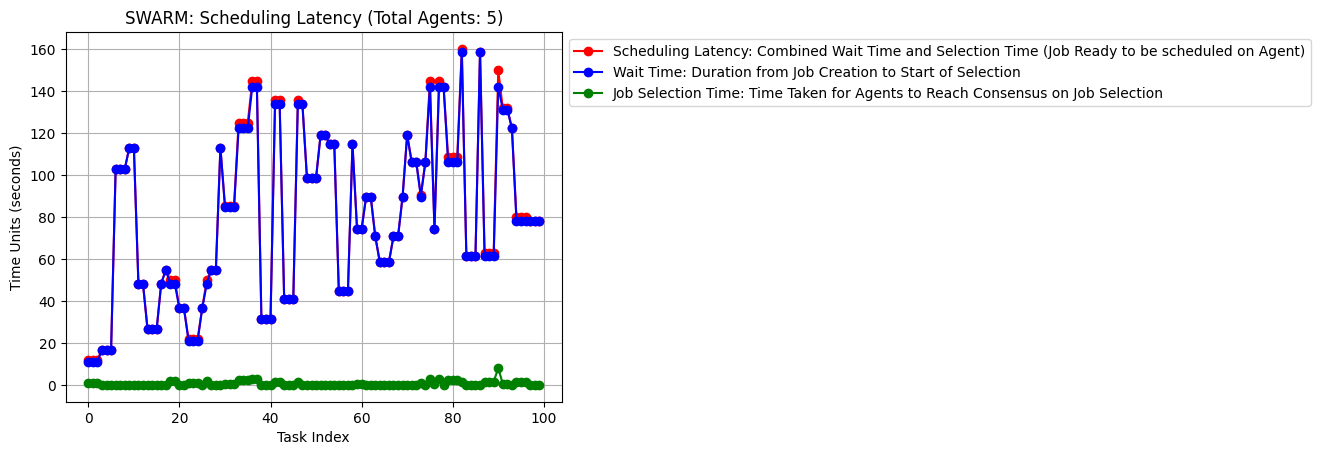 SWARM: Scheduling Latency (Total Agents: 5)
Scheduling Latency: Combined Wait Time and Selection Time (Job Ready to be scheduled on Agent)
Wait Time: Duration from Job Creation to Start of Selection
Job Selection Time: Time Taken for Agents to Reach Consensus on Job Selection
Time Units (seconds)
160
140
120
100
80
60
40
20
0
0
20
40
60
80
100
Task Index